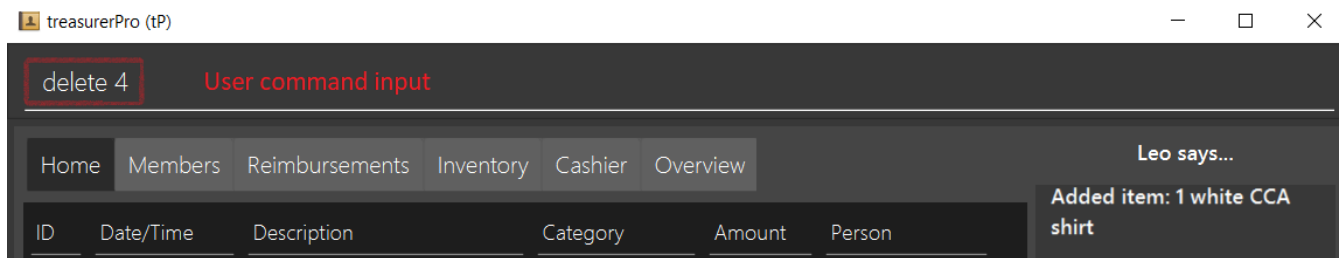 treasurerPro (tP)
delete 4 User command input
Home Members Reimbursements Inventory Cashier Overview
Leo says...
Added item: 1 white CCA
shirt
ID Date/Time Description Category Amount Person